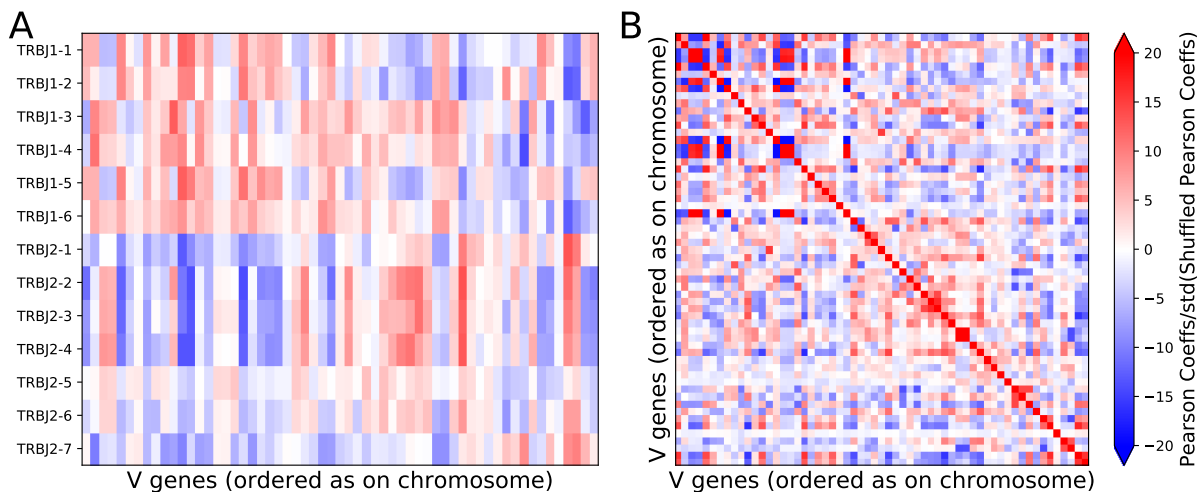 A
TRBJ1-1
TRBJ1-2
TRBJ1-3
TRBJ1-4
TRBJ1-5
TRBJ1-6
TRBJ2-1
TRBJ2-2
TRBJ2-3
TRBJ2-4
TRBJ2-5
TRBJ2-6
TRBJ2-7
V genes (ordered as on chromosome)
B
V genes (ordered as on chromosome)
V genes (ordered as on chromosome)
20
15
10
5
0
−5
−10
−15
−20
Pearson Coeffs/std(Shuffled Pearson Coeffs)